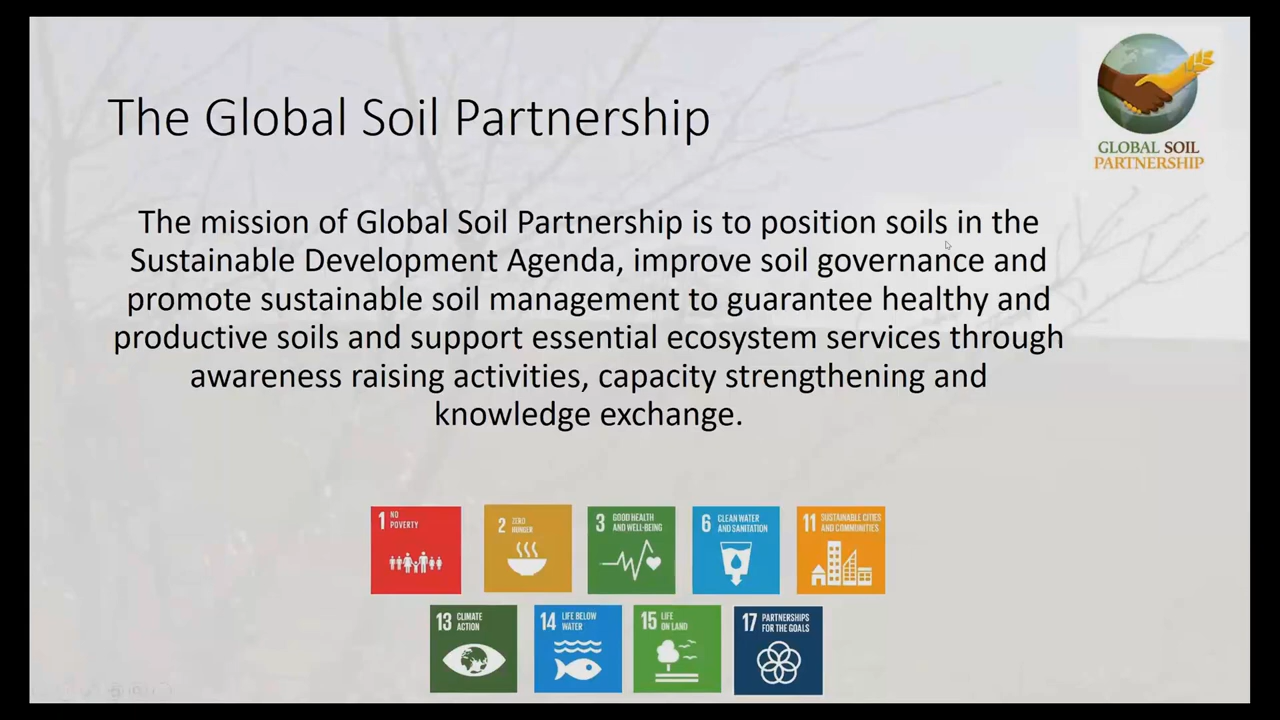 The Global Soil Partnership
GLOBAL SOIL
PARTNERSHIP
The mission of Global Soil Partnership is to position soils in the
Sustainable Development Agenda, improve soil governance and
promote sustainable soil management to guarantee healthy and
productive soils and support essential ecosystem services through
awareness raising activities, capacity strengthening and
knowledge exchange.
1 NO
POVERTY
2 ZERO
HUNGER
3 GOOD HEALTH
AND WELL-BEING
6 CLEAN WATER
AND SANITATION
11 SUSTAINABLE CITIES
AND COMMUNITIES
13 CLIMATE
ACTION
14 LIFE BELOW
WATER
15 LIFE
ON LAND
17 PARTNERSHIPS
FOR THE GOALS